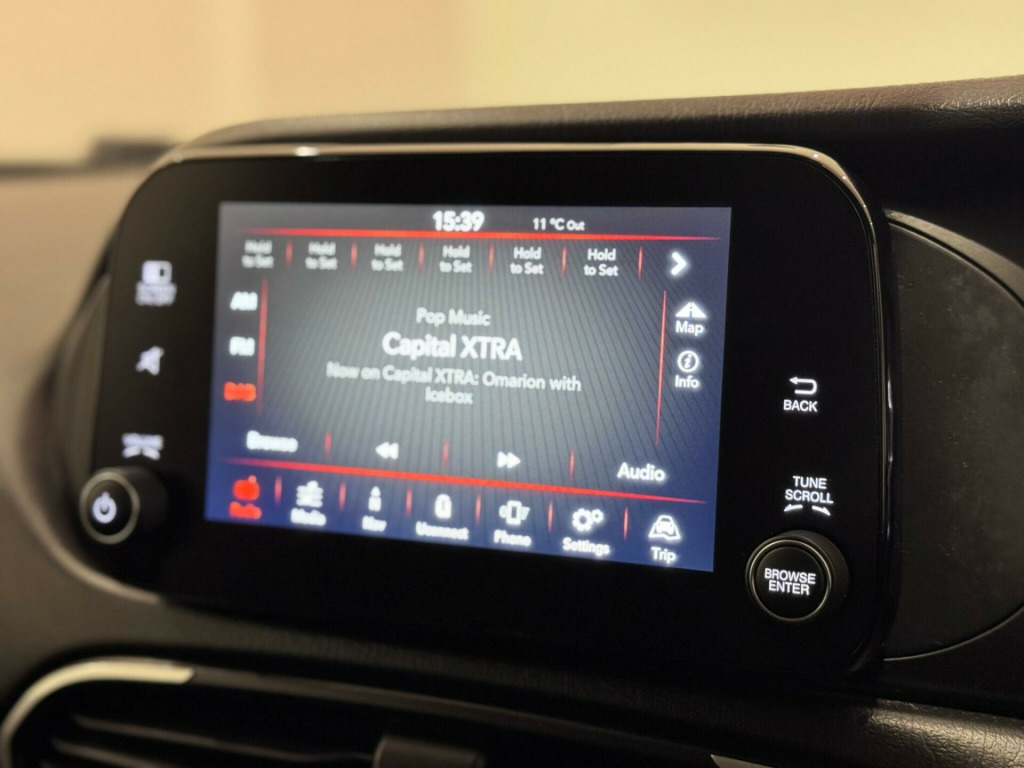 15:39 11 °C Out
Hold to Set Hold to Set Hold to Set Hold to Set Hold to Set Hold to Set
AM
FM
DAB
Pop Music
Capital XTRA
Now on Capital XTRA: Omarion with
Icebox
Map
Info
Browse
Audio
Radio Media Nav Uconnect Phone Settings Trip
VOLUME
BACK
TUNE
SCROLL
BROWSE
ENTER